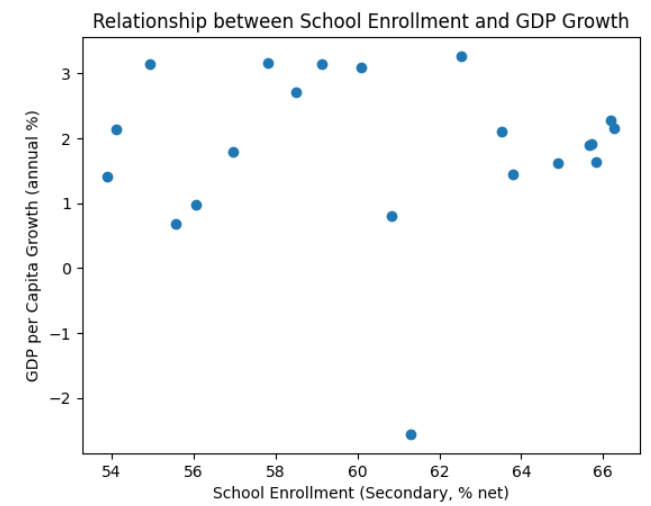 Relationship between School Enrollment and GDP Growth
GDP per Capita Growth (annual %)
3
2
1
0
−1
−2
54 56 58 60 62 64 66
School Enrollment (Secondary, % net)